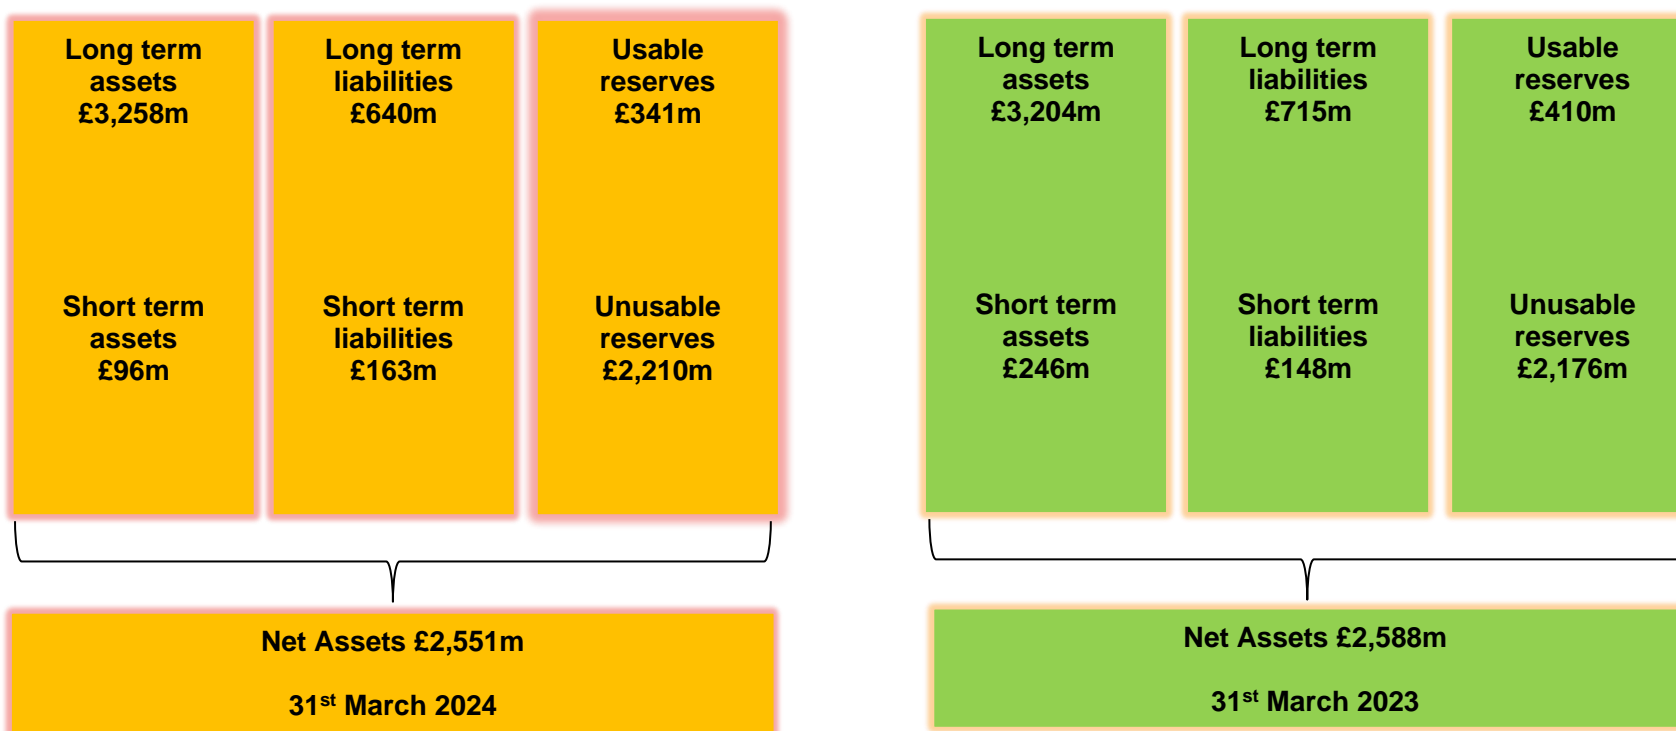 Long term
assets
£3,258m
Short term
assets
£96m
Long term
liabilities
£640m
Short term
liabilities
£163m
Usable
reserves
£341m
Unusable
reserves
£2,210m
Net Assets £2,551m
31st March 2024
Long term
assets
£3,204m
Short term
assets
£246m
Long term
liabilities
£715m
Short term
liabilities
£148m
Usable
reserves
£410m
Unusable
reserves
£2,176m
Net Assets £2,588m
31st March 2023